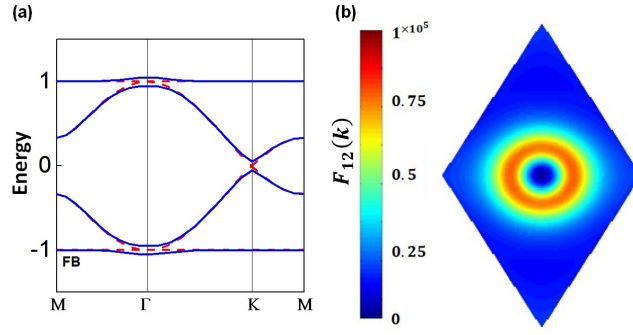 (a)
Energy
1
0
-1
FB
M Γ K M
(b)
F₁₂(k)
1×10⁵
0.75
0.5
0.25
0